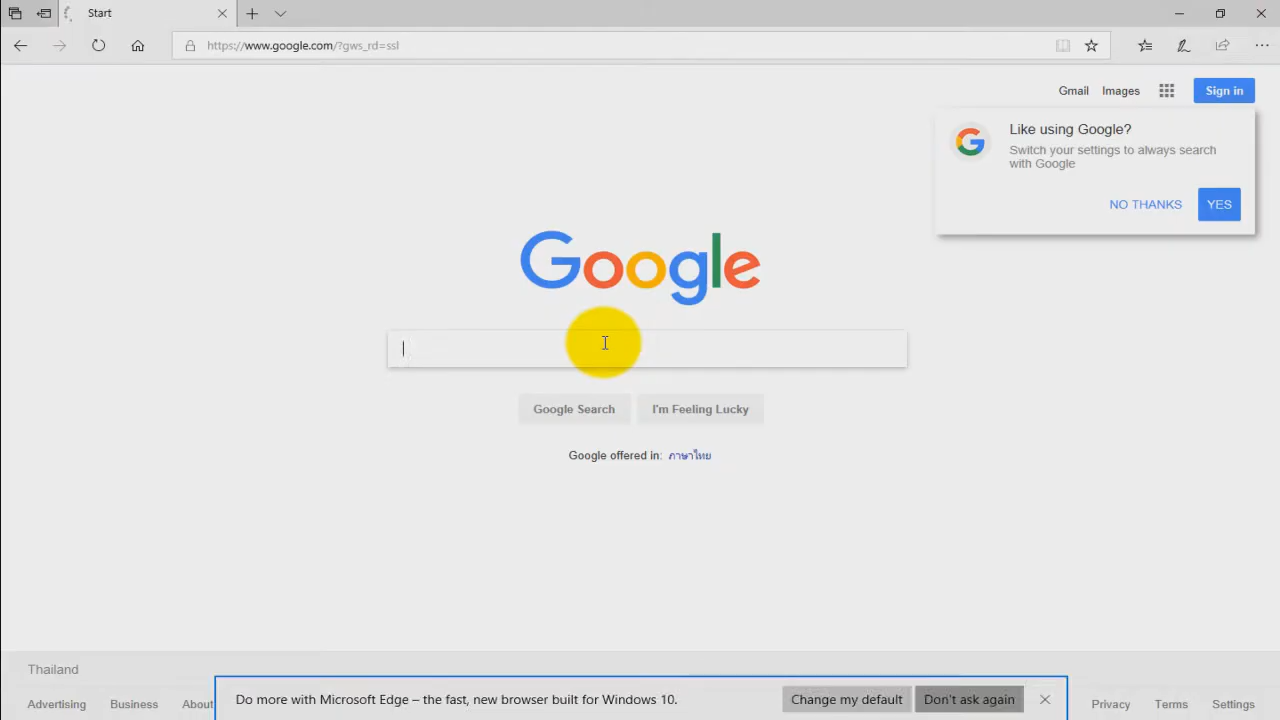 Start
https://www.google.com/?gws_rd=ssl
Gmail Images Sign in
Like using Google?
Switch your settings to always search
with Google
NO THANKS YES
Google
Google Search I'm Feeling Lucky
Google offered in: ภาษาไทย
Thailand
Advertising Business About Privacy Terms Settings
Do more with Microsoft Edge – the fast, new browser built for Windows 10. Change my default Don't ask again